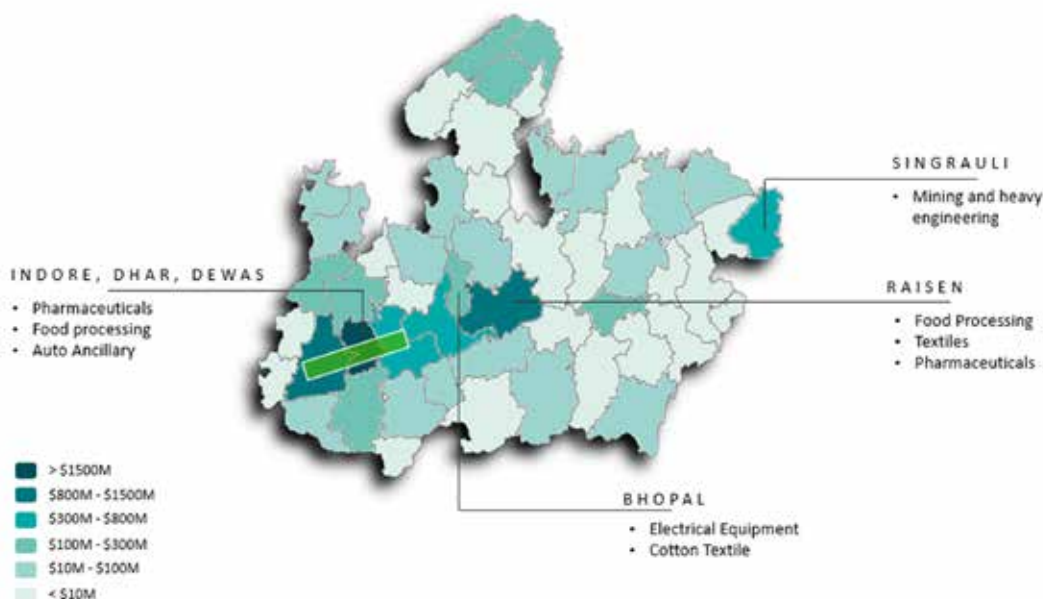 SINGRAULI
• Mining and heavy
engineering
INDORE, DHAR, DEWAS
• Pharmaceuticals
• Food processing
• Auto Ancillary
RAISEN
• Food Processing
• Textiles
• Pharmaceuticals
> $1500M
$800M - $1500M
$300M - $800M
$100M - $300M
$10M - $100M
< $10M
BHOPAL
• Electrical Equipment
• Cotton Textile